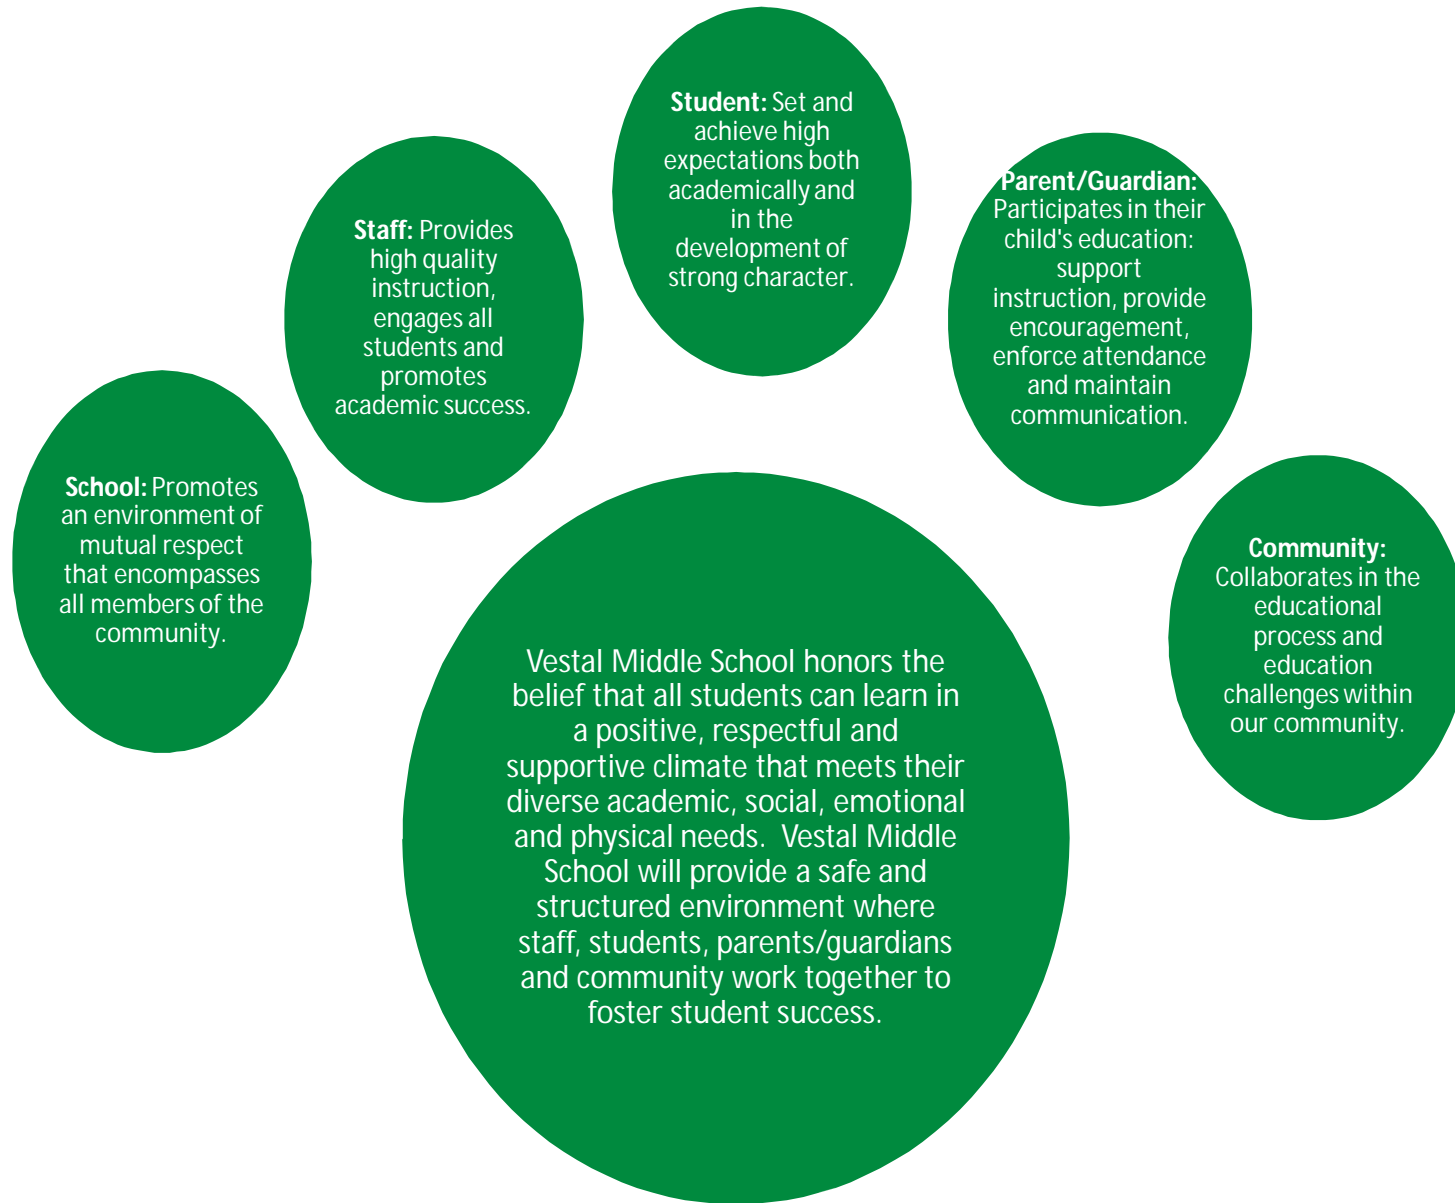 Student: Set and
achieve high
expectations both
academically and
in the
development of
strong character.
Staff: Provides
high quality
instruction,
engages all
students and
promotes
academic success.
Parent/Guardian:
Participates in their
child's education:
support
instruction, provide
encouragement,
enforce attendance
and maintain
communication.
School: Promotes
an environment of
mutual respect
that encompasses
all members of the
community.
Community:
Collaborates in the
educational
process and
education
challenges within
our community.
Vestal Middle School honors the
belief that all students can learn in
a positive, respectful and
supportive climate that meets their
diverse academic, social, emotional
and physical needs.  Vestal Middle
School will provide a safe and
structured environment where
staff, students, parents/guardians
and community work together to
foster student success.